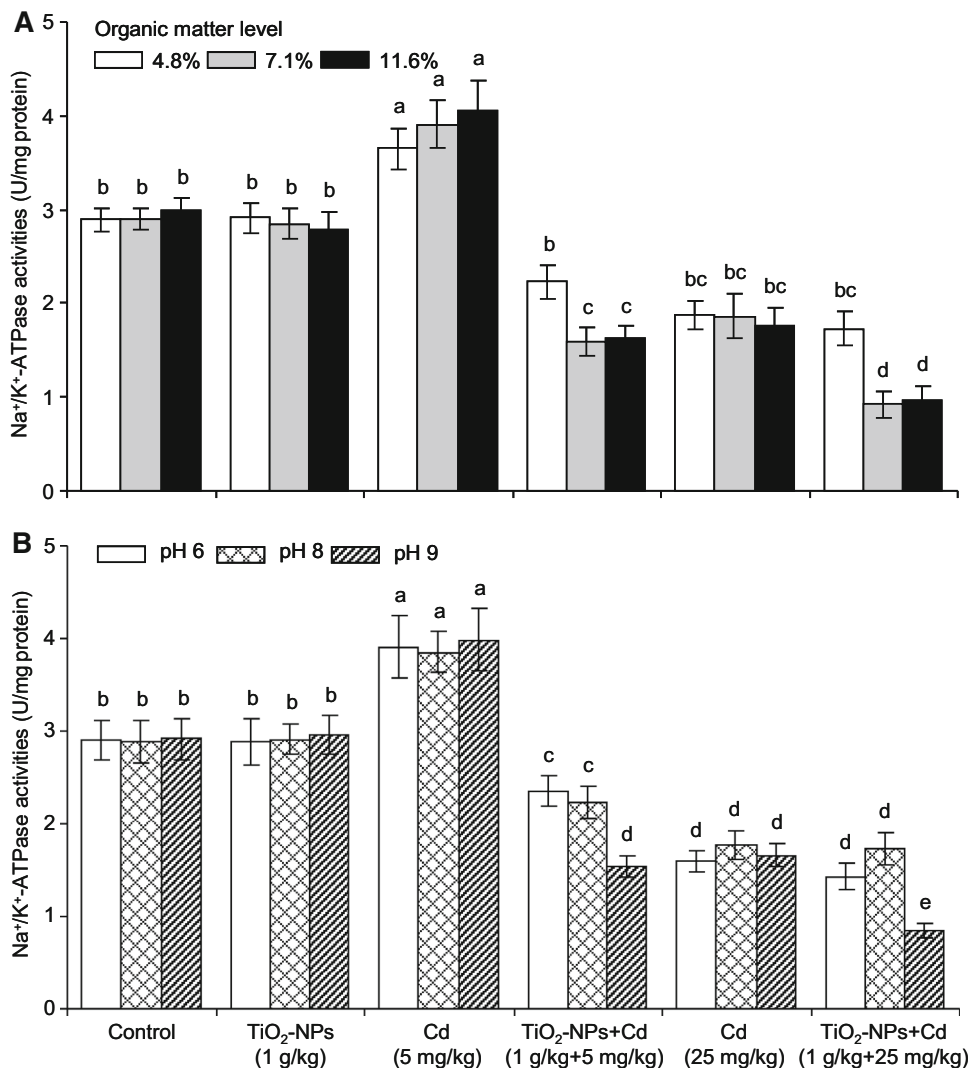 A
5
Organic matter level
4.8% 7.1% 11.6%
a
a
a
4
b b b
b b b
3
b
bc bc bc
bc
c c
2
d d
1
0
Na⁺/K⁺-ATPase activities (U/mg protein)
B
5
pH 6 pH 8 pH 9
a a a
4
b b b
b b b
3
c c
d
d d d
d d
2
e
1
0
Na⁺/K⁺-ATPase activities (U/mg protein)
Control TiO₂-NPs Cd TiO₂-NPs+Cd Cd TiO₂-NPs+Cd
(1 g/kg) (5 mg/kg) (1 g/kg+5 mg/kg) (25 mg/kg) (1 g/kg+25 mg/kg)